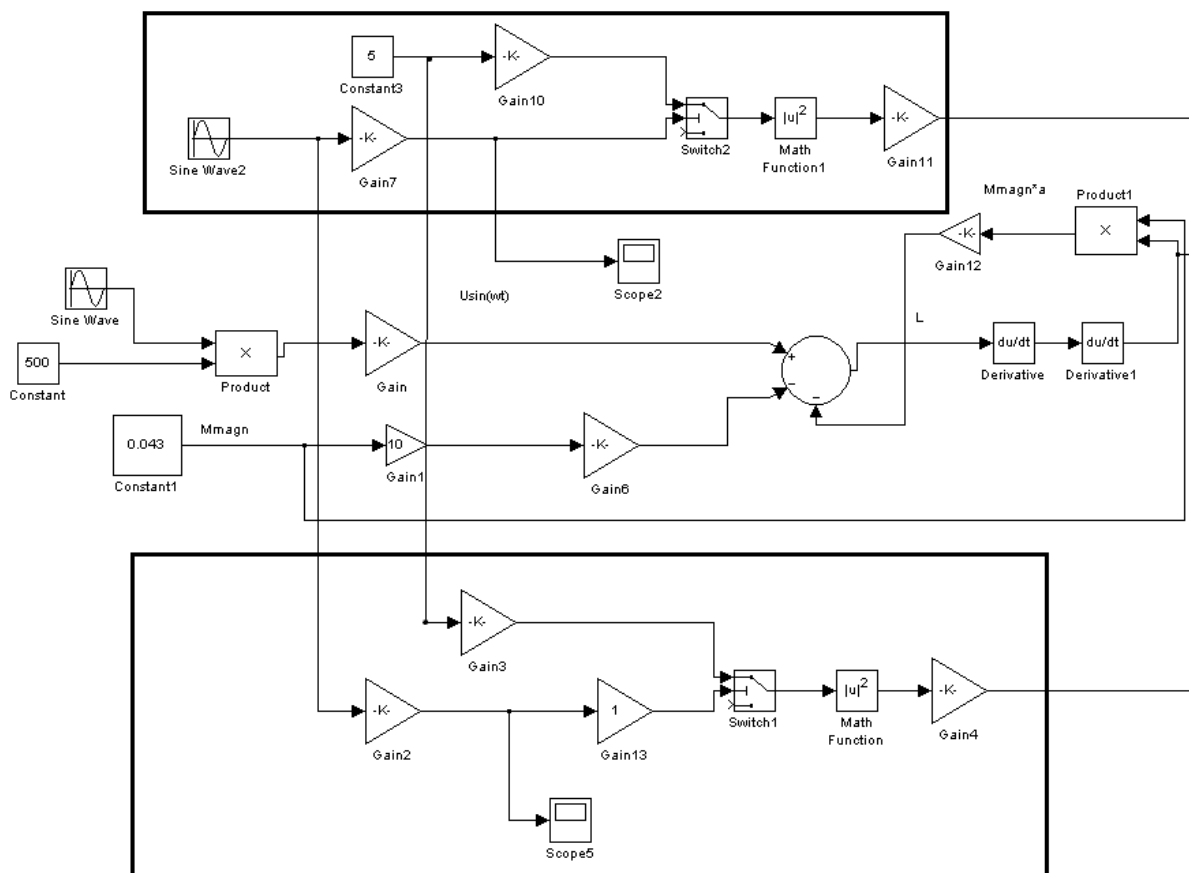 5
-K-
Constant3
Gain10
-K-
Sine Wave2
Gain7
Switch2
|u|²
Math
Function1
-K-
Gain11
Mmagn*a
Product1
×
-K-
Gain12
Scope2
Usin(wt)
Sine Wave
500
Constant
×
Product
-K-
Gain
+
−
−
L
du/dt
du/dt
Derivative
Derivative1
Mmagn
0.043
Constant1
10
Gain1
-K-
Gain6
-K-
Gain3
-K-
Gain2
1
Gain13
Switch1
|u|²
Math
Function
-K-
Gain4
Scope5